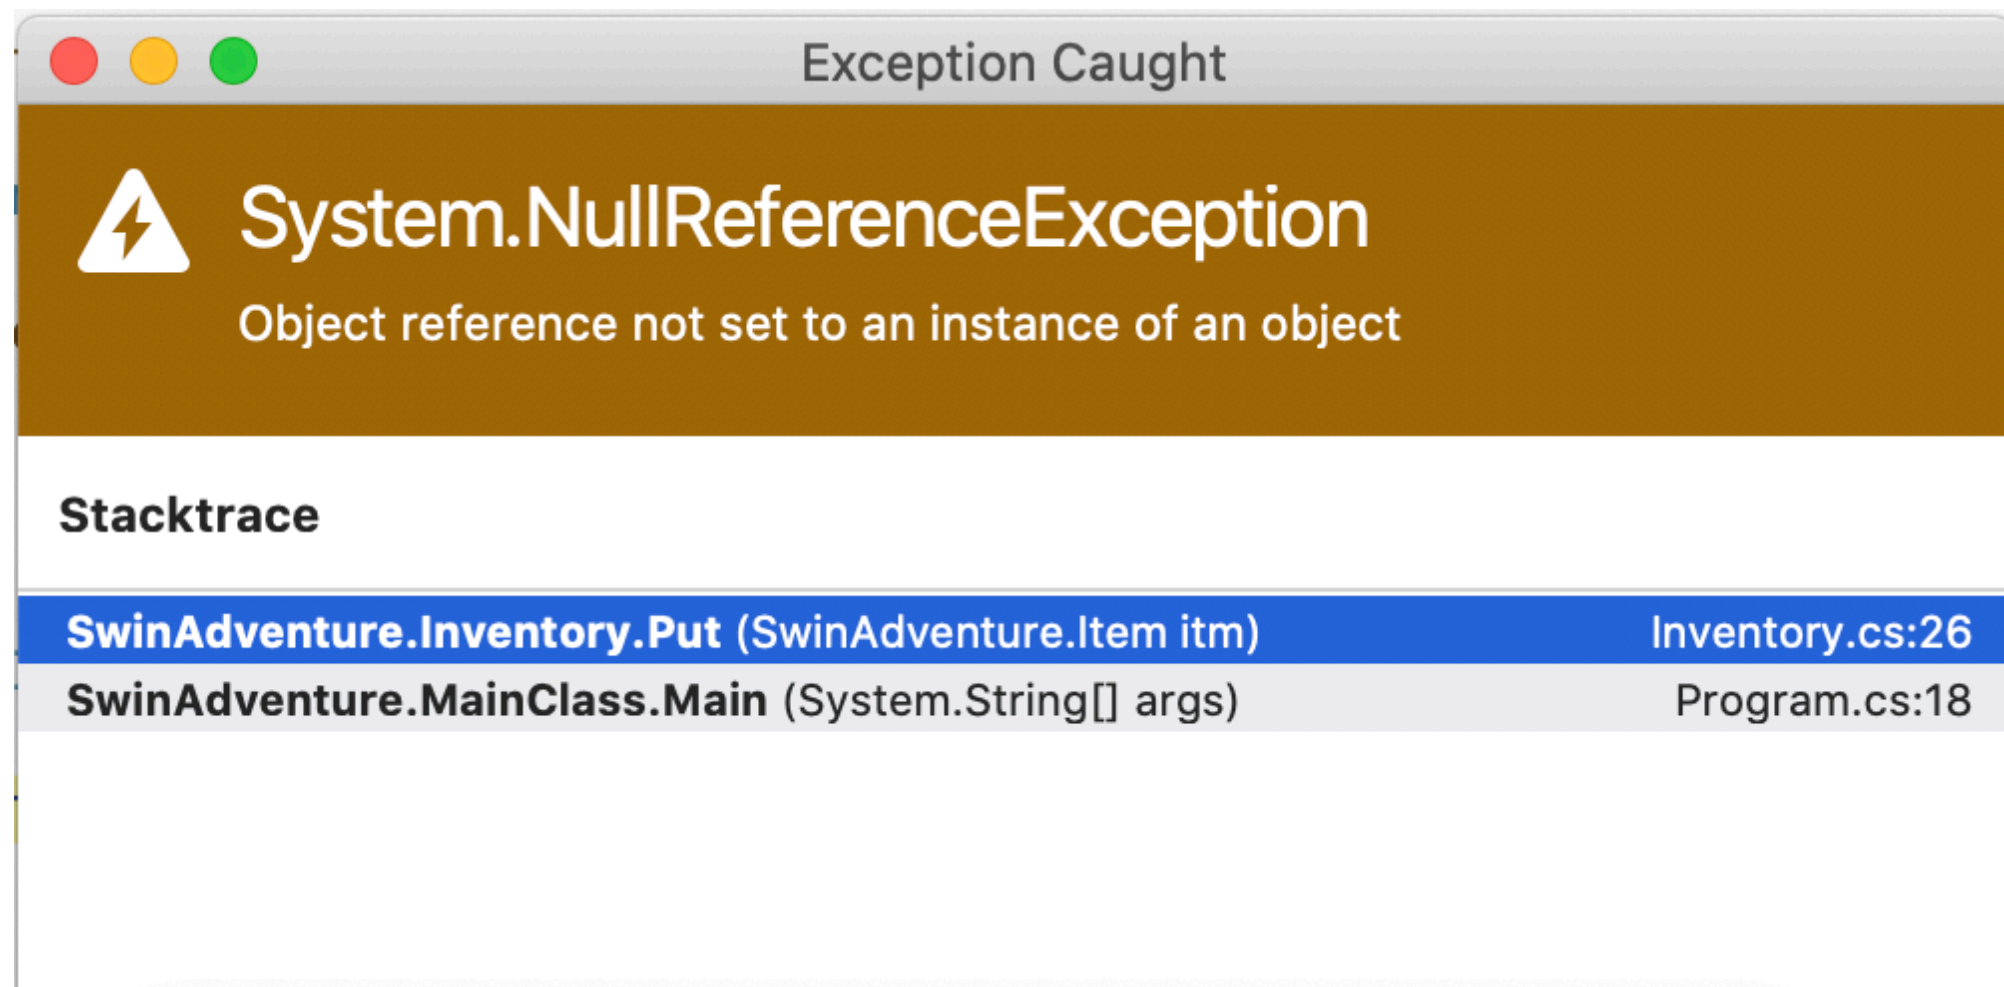 Exception Caught
System.NullReferenceException
Object reference not set to an instance of an object
Stacktrace
SwinAdventure.Inventory.Put (SwinAdventure.Item itm) Inventory.cs:26
SwinAdventure.MainClass.Main (System.String[] args) Program.cs:18